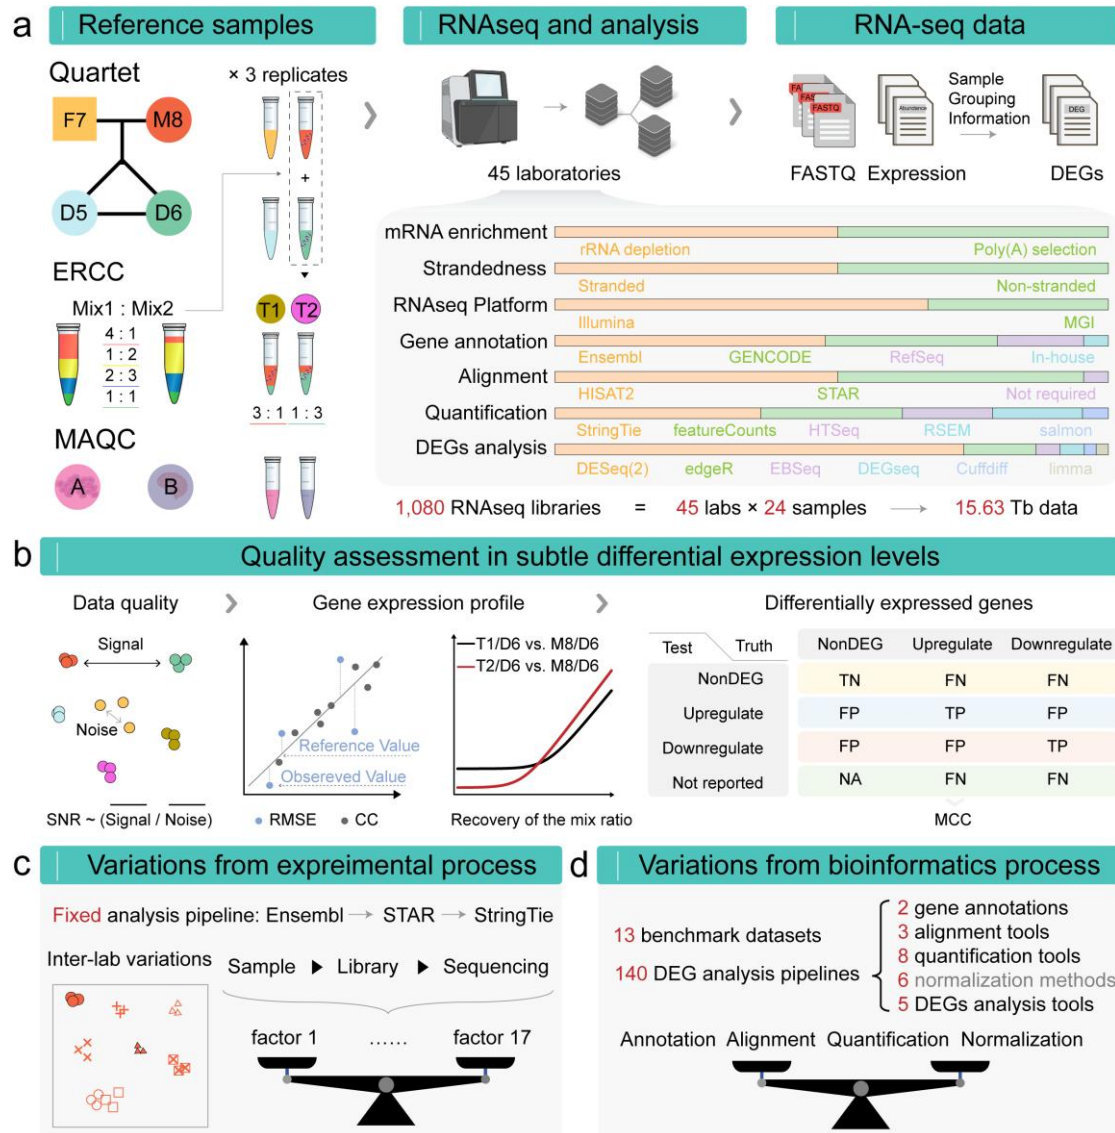 a
Reference samples
RNAseq and analysis
RNA-seq data
Quartet
F7
M8
D5
D6
× 3 replicates
+
ERCC
Mix1 : Mix2
4 : 1
1 : 2
2 : 3
1 : 1
T1
T2
3 : 1
1 : 3
MAQC
A
B
45 laboratories
FA
FAS
FASTQ
Abundance
Sample
Grouping
Information
DEG
FASTQ
Expression
DEGs
mRNA enrichment
rRNA depletion
Poly(A) selection
Strandedness
Stranded
Non-stranded
RNAseq Platform
Illumina
MGI
Gene annotation
Ensembl
GENCODE
RefSeq
In-house
Alignment
HISAT2
STAR
Not required
Quantification
StringTie
featureCounts
HTSeq
RSEM
salmon
DEGs analysis
DESeq(2)
edgeR
EBSeq
DEGseq
Cuffdiff
limma
1,080 RNAseq libraries = 45 labs × 24 samples 15.63 Tb data
b
Quality assessment in subtle differential expression levels
Data quality
Gene expression profile
Differentially expressed genes
Signal
Noise
SNR ~ (Signal / Noise)
Reference Value
Obsereved Value
RMSE
CC
T1/D6 vs. M8/D6
T2/D6 vs. M8/D6
Recovery of the mix ratio
Test
Truth
NonDEG Upregulate Downregulate
NonDEG TN FN FN
Upregulate FP TP FP
Downregulate FP FP TP
Not reported NA FN FN
MCC
c
Variations from expreimental process
Fixed analysis pipeline: Ensembl STAR StringTie
Inter-lab variations
Sample Library Sequencing
factor 1 ...... factor 17
d
Variations from bioinformatics process
13 benchmark datasets
140 DEG analysis pipelines
2 gene annotations
3 alignment tools
8 quantification tools
6 normalization methods
5 DEGs analysis tools
Annotation Alignment Quantification Normalization